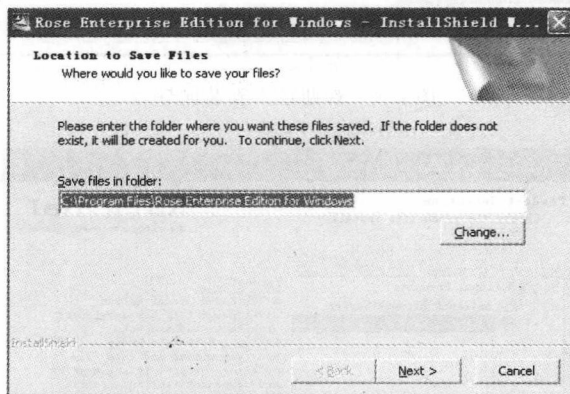 Rose Enterprise Edition for Windows - InstallShield W...
Location to Save Files
Where would you like to save your files?
Please enter the folder where you want these files saved. If the folder does not
exist, it will be created for you. To continue, click Next.
Save files in folder:
C:\Program Files\Rose Enterprise Edition for Windows
Change...
InstallShield
< Back
Next >
Cancel